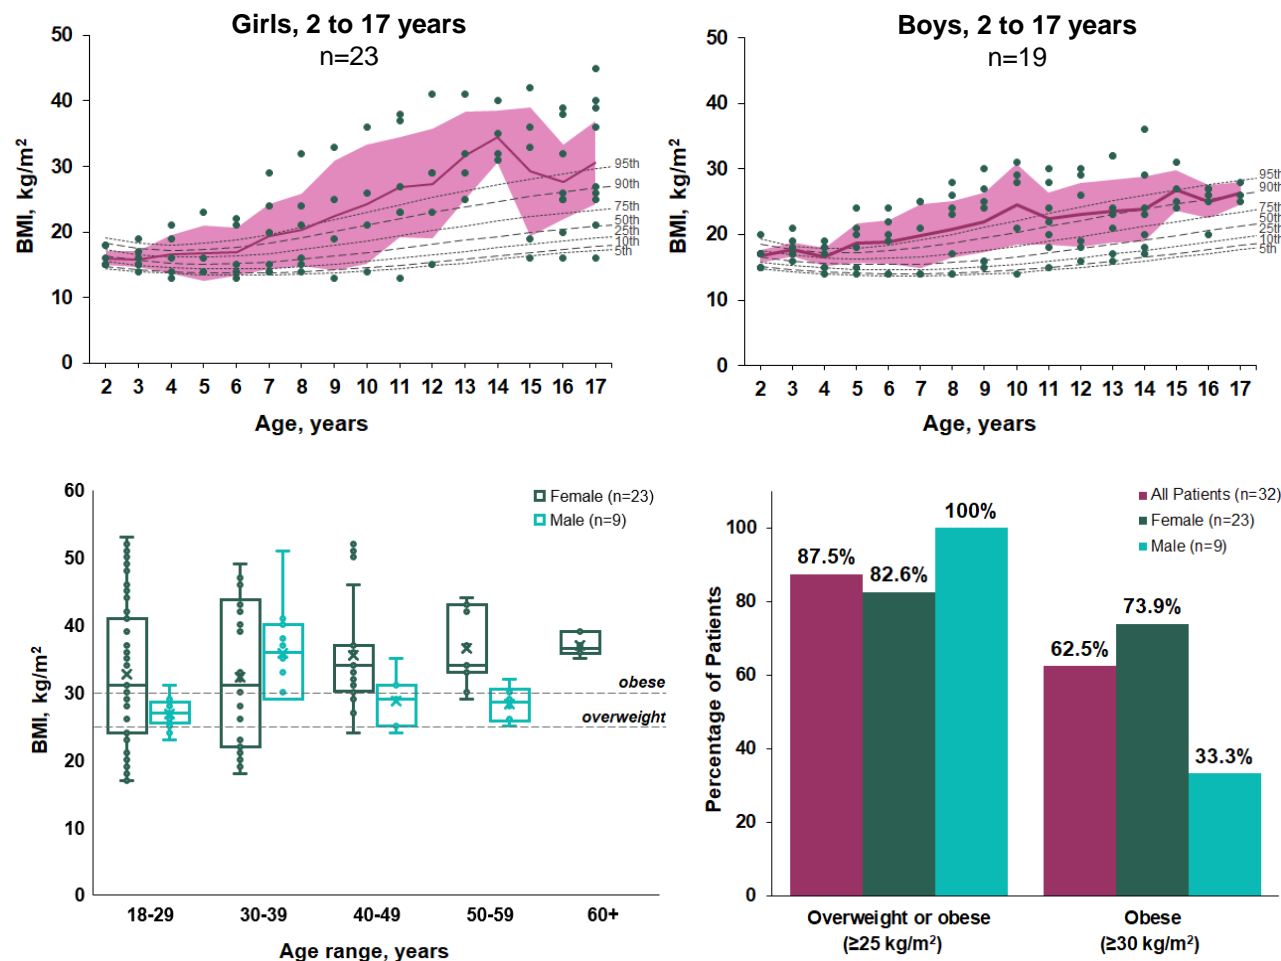 Girls, 2 to 17 years
n=23
50
40
30
20
10
0
BMI, kg/m²
95th
90th
75th
50th
25th
10th
5th
2 3 4 5 6 7 8 9 10 11 12 13 14 15 16 17
Age, years
Boys, 2 to 17 years
n=19
50
40
30
20
10
0
BMI, kg/m²
95th
90th
75th
50th
25th
10th
5th
2 3 4 5 6 7 8 9 10 11 12 13 14 15 16 17
Age, years
60
50
40
30
20
10
0
BMI, kg/m²
Female (n=23)
Male (n=9)
obese
overweight
18-29 30-39 40-49 50-59 60+
Age range, years
100
80
60
40
20
0
Percentage of Patients
All Patients (n=32)
Female (n=23)
Male (n=9)
87.5%
82.6%
100%
62.5%
73.9%
33.3%
Overweight or obese
(≥25 kg/m²)
Obese
(≥30 kg/m²)